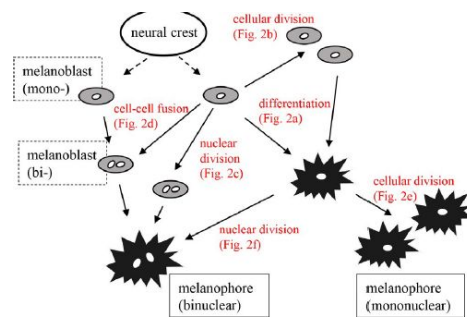 neural crest
cellular division
(Fig. 2b)
melanoblast
(mono-)
cell-cell fusion
(Fig. 2d)
differentiation
(Fig. 2a)
melanoblast
(bi-)
nuclear
division
(Fig. 2c)
cellular division
(Fig. 2e)
nuclear division
(Fig. 2f)
melanophore
(binuclear)
melanophore
(mononuclear)